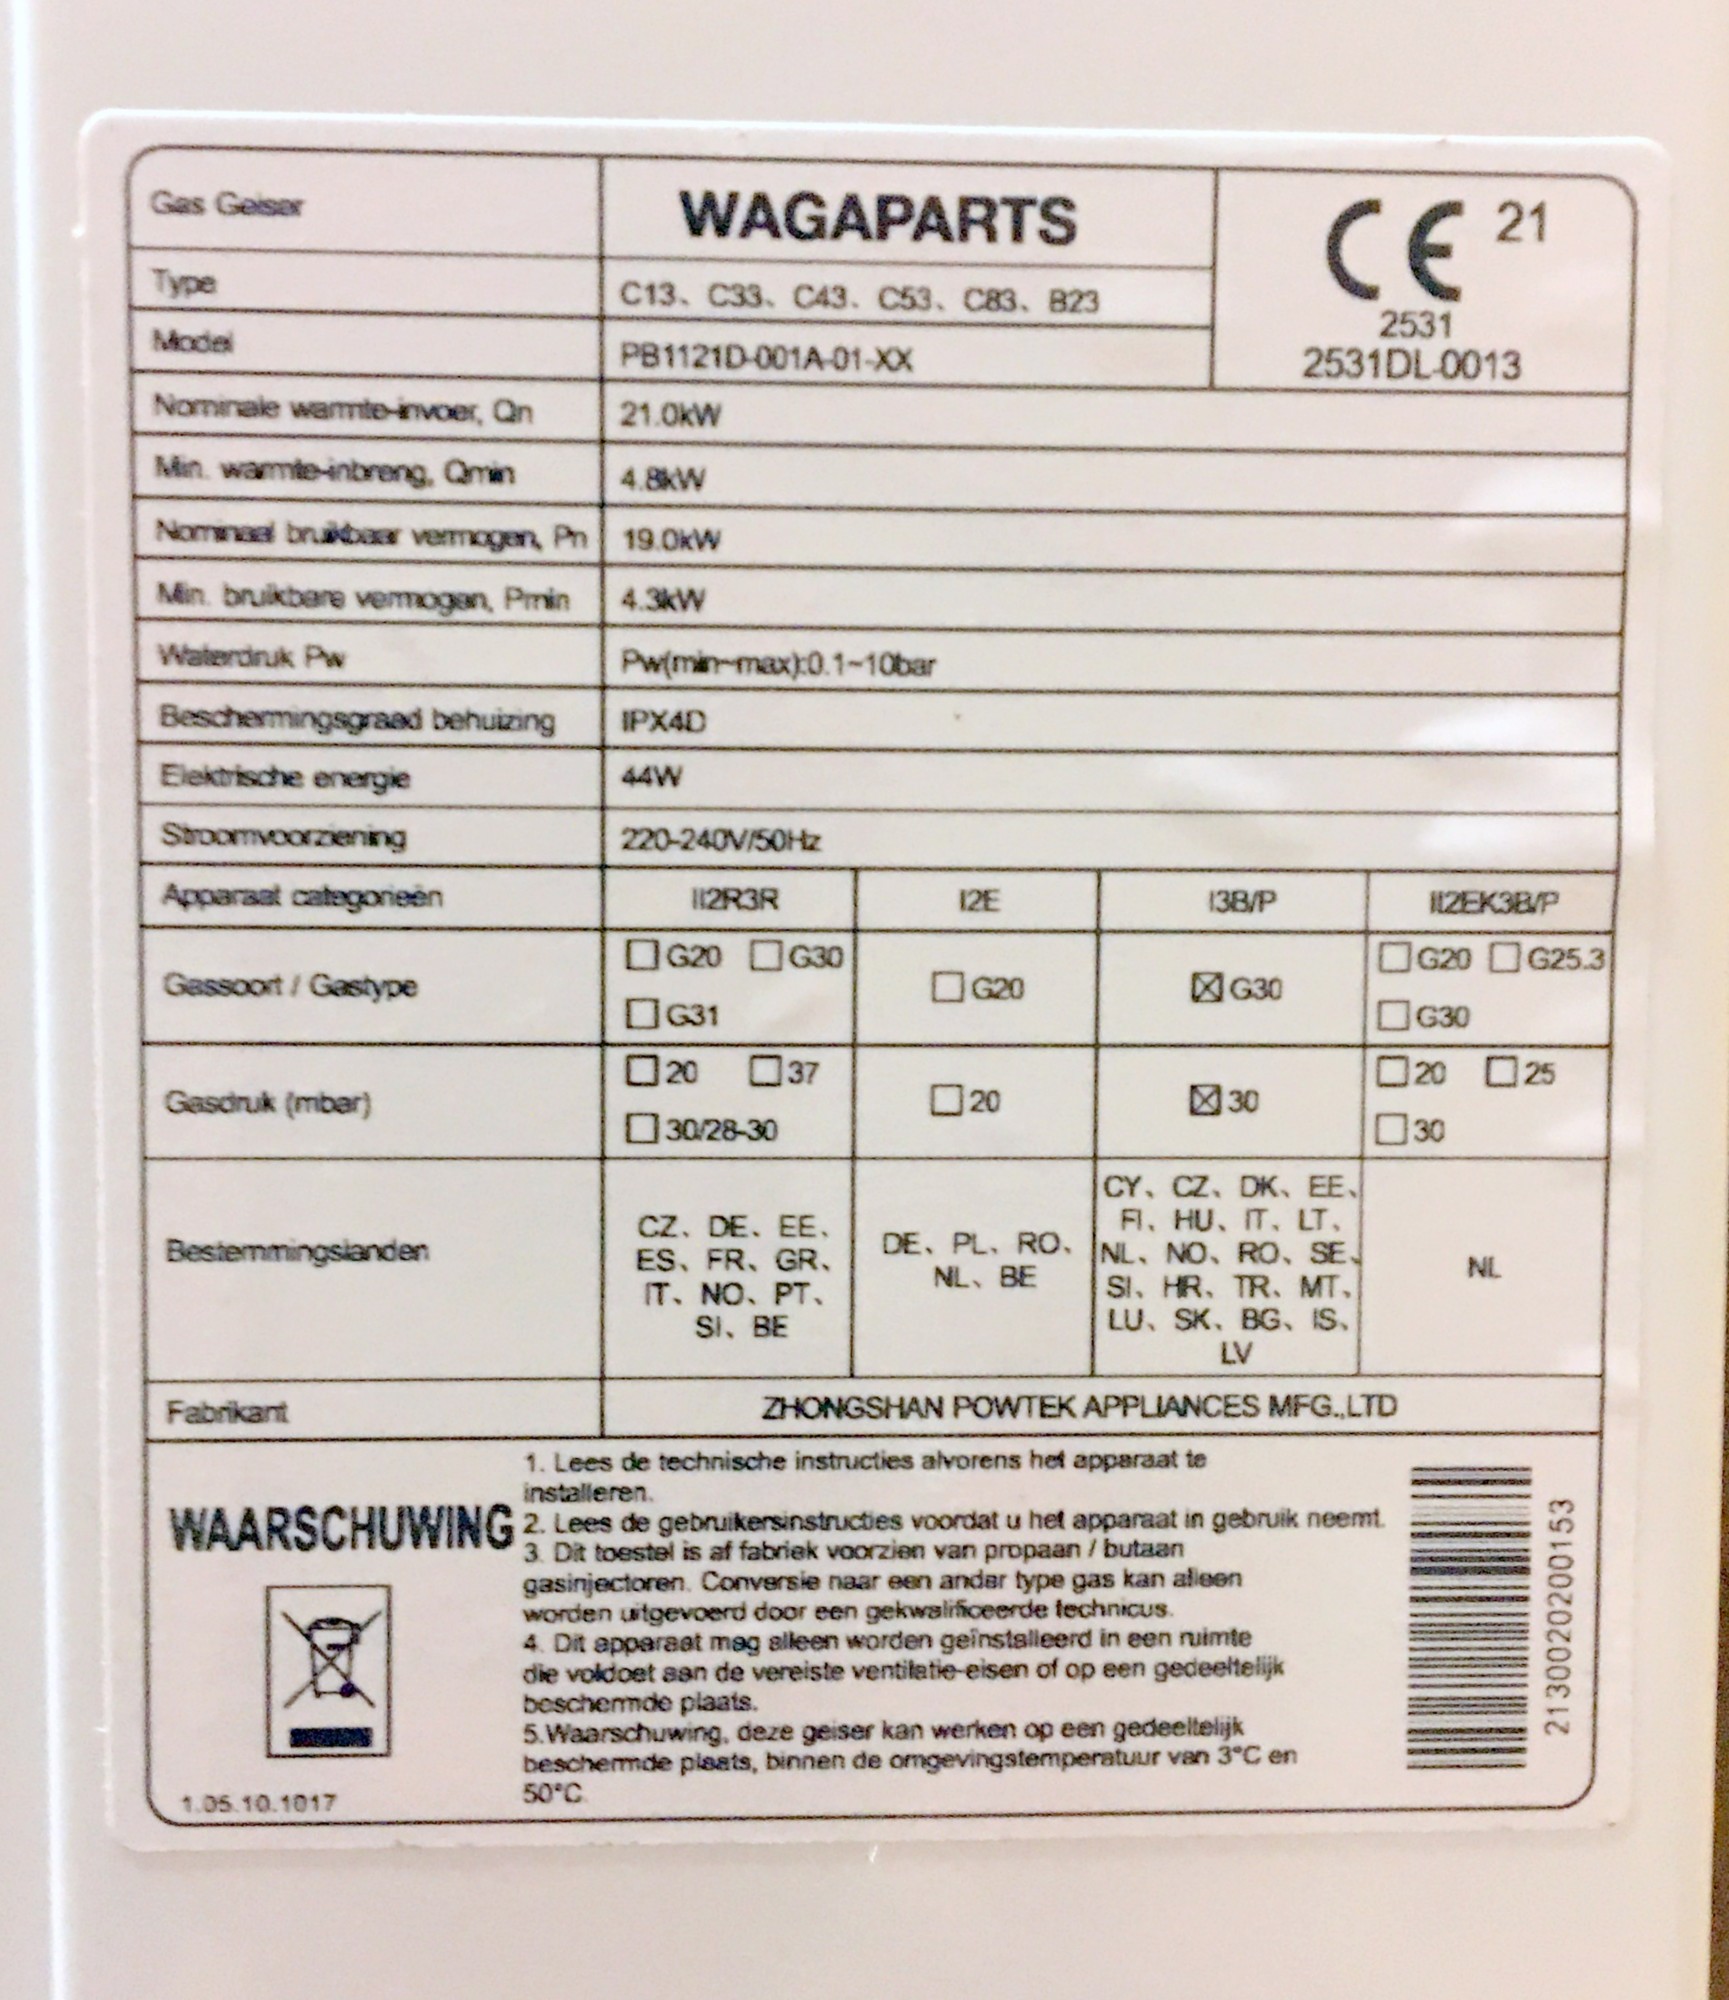 Gas Geiser
WAGAPARTS
CE 21
2531
2531DL-0013
Type
C13、C33、C43、C53、C83、B23
Model
PB1121D-001A-01-XX
Nominale warmte-invoer, Qn
21.0kW
Min. warmte-inbreng, Qmin
4.8kW
Nominaal bruikbaar vermogen, Pn
19.0kW
Min. bruikbare vermogen, Pmin
4.3kW
Waterdruk Pw
Pw(min~max):0.1~10bar
Beschermingsgraad behuizing
IPX4D
Elektrische energie
44W
Stroomvoorziening
220-240V/50Hz
Apparaat categorieën
II2R3R
I2E
I3B/P
II2EK3B/P
Gassoort / Gastype
☐G20 ☐G30
☐G31
☐G20
☒G30
☐G20 ☐G25.3
☐G30
Gasdruk (mbar)
☐20 ☐37
☐30/28-30
☐20
☒30
☐20 ☐25
☐30
Bestemmingslanden
CZ、DE、EE、
ES、FR、GR、
IT、NO、PT、
SI、BE
DE、PL、RO、
NL、BE
CY、CZ、DK、EE、
FI、HU、IT、LT、
NL、NO、RO、SE、
SI、HR、TR、MT、
LU、SK、BG、IS、
LV
NL
Fabrikant
ZHONGSHAN POWTEK APPLIANCES MFG.,LTD
WAARSCHUWING
1. Lees de technische instructies alvorens het apparaat te
installeren.
2. Lees de gebruikersinstructies voordat u het apparaat in gebruik neemt.
3. Dit toestel is af fabriek voorzien van propaan / butaan
gasinjectoren. Conversie naar een ander type gas kan alleen
worden uitgevoerd door een gekwalificeerde technicus.
4. Dit apparaat mag alleen worden geïnstalleerd in een ruimte
die voldoet aan de vereiste ventilatie-eisen of op een gedeeltelijk
beschermde plaats.
5.Waarschuwing, deze geiser kan werken op een gedeeltelijk
beschermde plaats, binnen de omgevingstemperatuur van 3°C en
50°C.
2130020200153
1.05.10.1017